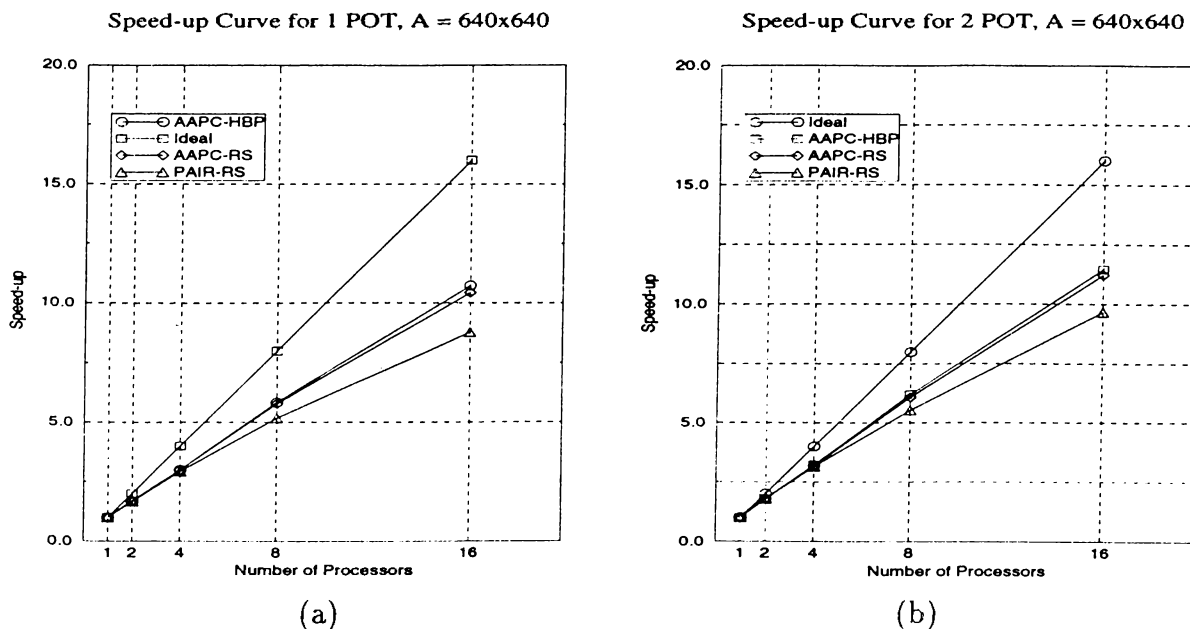 Speed-up Curve for 1 POT, A = 640x640
20.0
15.0
10.0
5.0
0.0
Speed-up
AAPC-HBP
Ideal
AAPC-RS
PAIR-RS
1 2 4 8 16
Number of Processors
(a)
Speed-up Curve for 2 POT, A = 640x640
20.0
15.0
10.0
5.0
0.0
Speed-up
Ideal
AAPC-HBP
AAPC-RS
PAIR-RS
1 2 4 8 16
Number of Processors
(b)